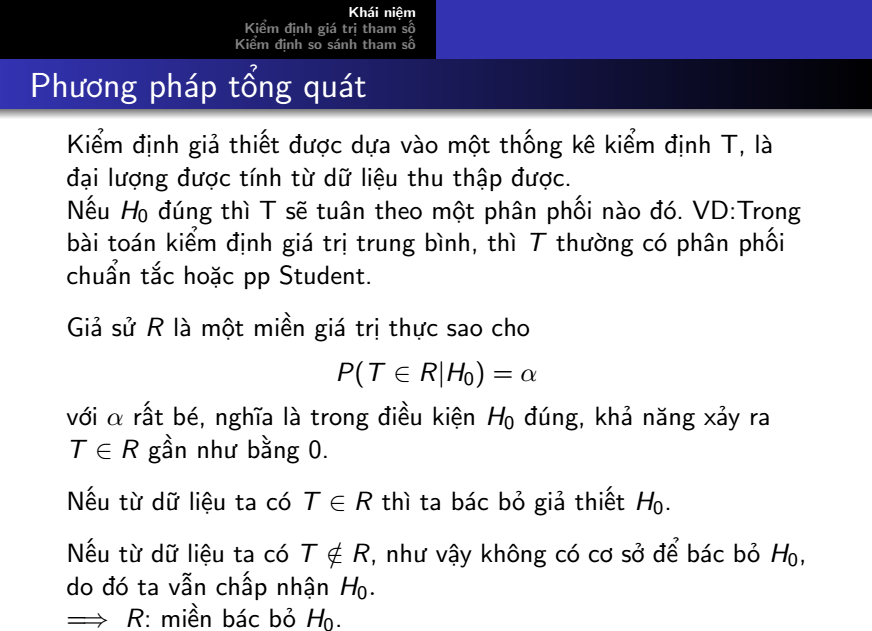 Khái niệm
Kiểm định giá trị tham số
Kiểm định so sánh tham số
Phương pháp tổng quát
Kiểm định giả thiết được dựa vào một thống kê kiểm định T, là
đại lượng được tính từ dữ liệu thu thập được.
Nếu H₀ đúng thì T sẽ tuân theo một phân phối nào đó. VD:Trong
bài toán kiểm định giá trị trung bình, thì T thường có phân phối
chuẩn tắc hoặc pp Student.
Giả sử R là một miền giá trị thực sao cho
P(T ∈ R|H₀) = α
với α rất bé, nghĩa là trong điều kiện H₀ đúng, khả năng xảy ra
T ∈ R gần như bằng 0.
Nếu từ dữ liệu ta có T ∈ R thì ta bác bỏ giả thiết H₀.
Nếu từ dữ liệu ta có T ∉ R, như vậy không có cơ sở để bác bỏ H₀,
do đó ta vẫn chấp nhận H₀.
⟹ R: miền bác bỏ H₀.